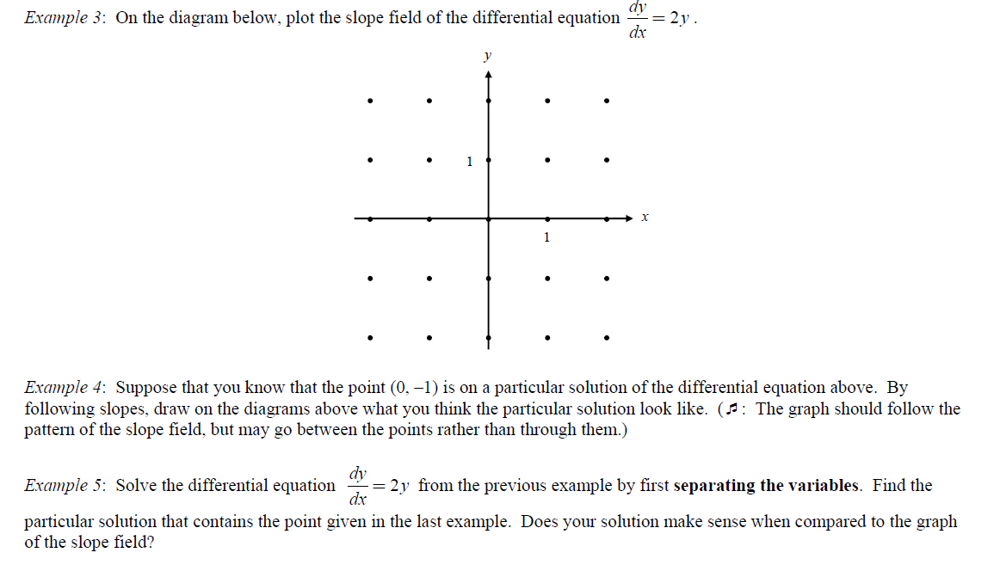 Example 3: On the diagram below, plot the slope field of the differential equation dy/dx = 2y.
y
1
x
1
Example 4: Suppose that you know that the point (0, –1) is on a particular solution of the differential equation above. By
following slopes, draw on the diagrams above what you think the particular solution look like. (♫: The graph should follow the
pattern of the slope field, but may go between the points rather than through them.)
Example 5: Solve the differential equation dy/dx = 2y from the previous example by first separating the variables. Find the
particular solution that contains the point given in the last example. Does your solution make sense when compared to the graph
of the slope field?